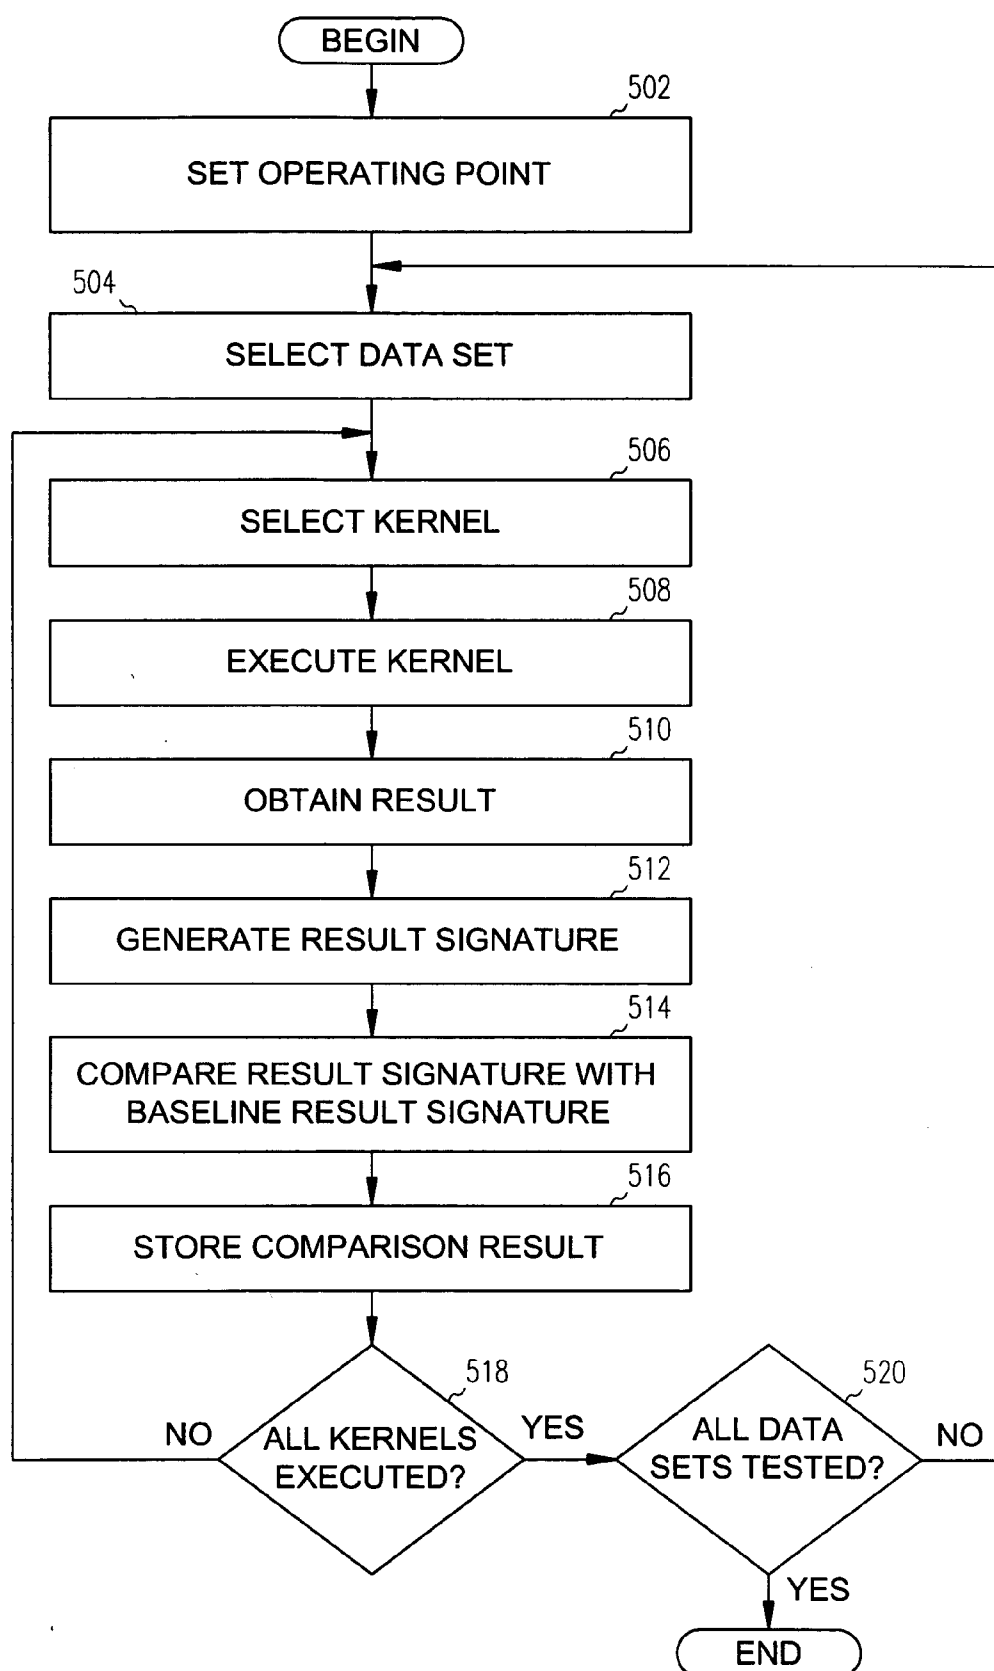 BEGIN
502
SET OPERATING POINT
504
SELECT DATA SET
506
SELECT KERNEL
508
EXECUTE KERNEL
510
OBTAIN RESULT
512
GENERATE RESULT SIGNATURE
514
COMPARE RESULT SIGNATURE WITH
BASELINE RESULT SIGNATURE
516
STORE COMPARISON RESULT
518
NO
ALL KERNELS
EXECUTED?
YES
520
ALL DATA
SETS TESTED?
NO
YES
END